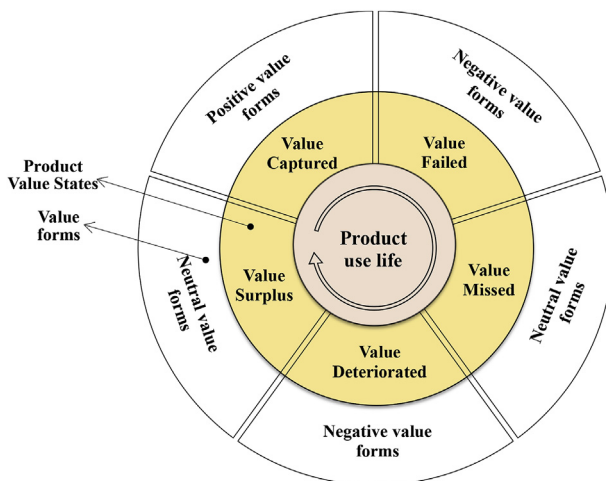 Positive value
forms
Negative value
forms
Value
Captured
Value
Failed
Product
Value States
Value
forms
Product
use life
Neutral value
forms
Value
Surplus
Value
Missed
Neutral value
forms
Value
Deteriorated
Negative value
forms